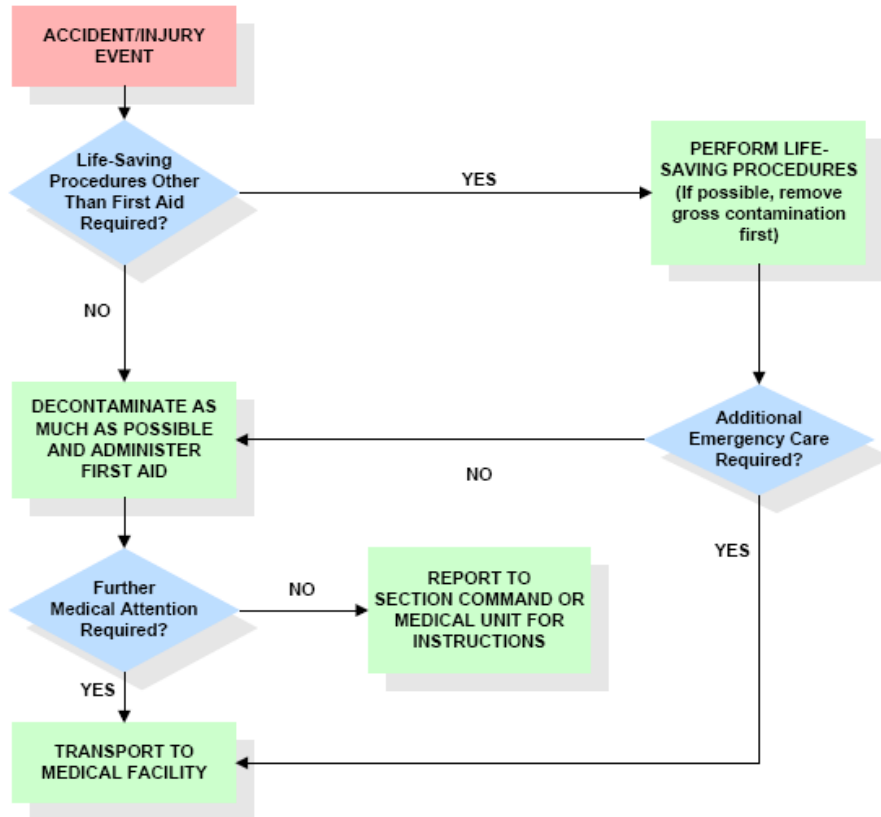 ACCIDENT/INJURY
EVENT
Life-Saving
Procedures Other
Than First Aid
Required?
YES
PERFORM LIFE-
SAVING PROCEDURES
(If possible, remove
gross contamination
first)
NO
DECONTAMINATE AS
MUCH AS POSSIBLE
AND ADMINISTER
FIRST AID
Additional
Emergency Care
Required?
NO
YES
Further
Medical Attention
Required?
NO
REPORT TO
SECTION COMMAND OR
MEDICAL UNIT FOR
INSTRUCTIONS
YES
TRANSPORT TO
MEDICAL FACILITY